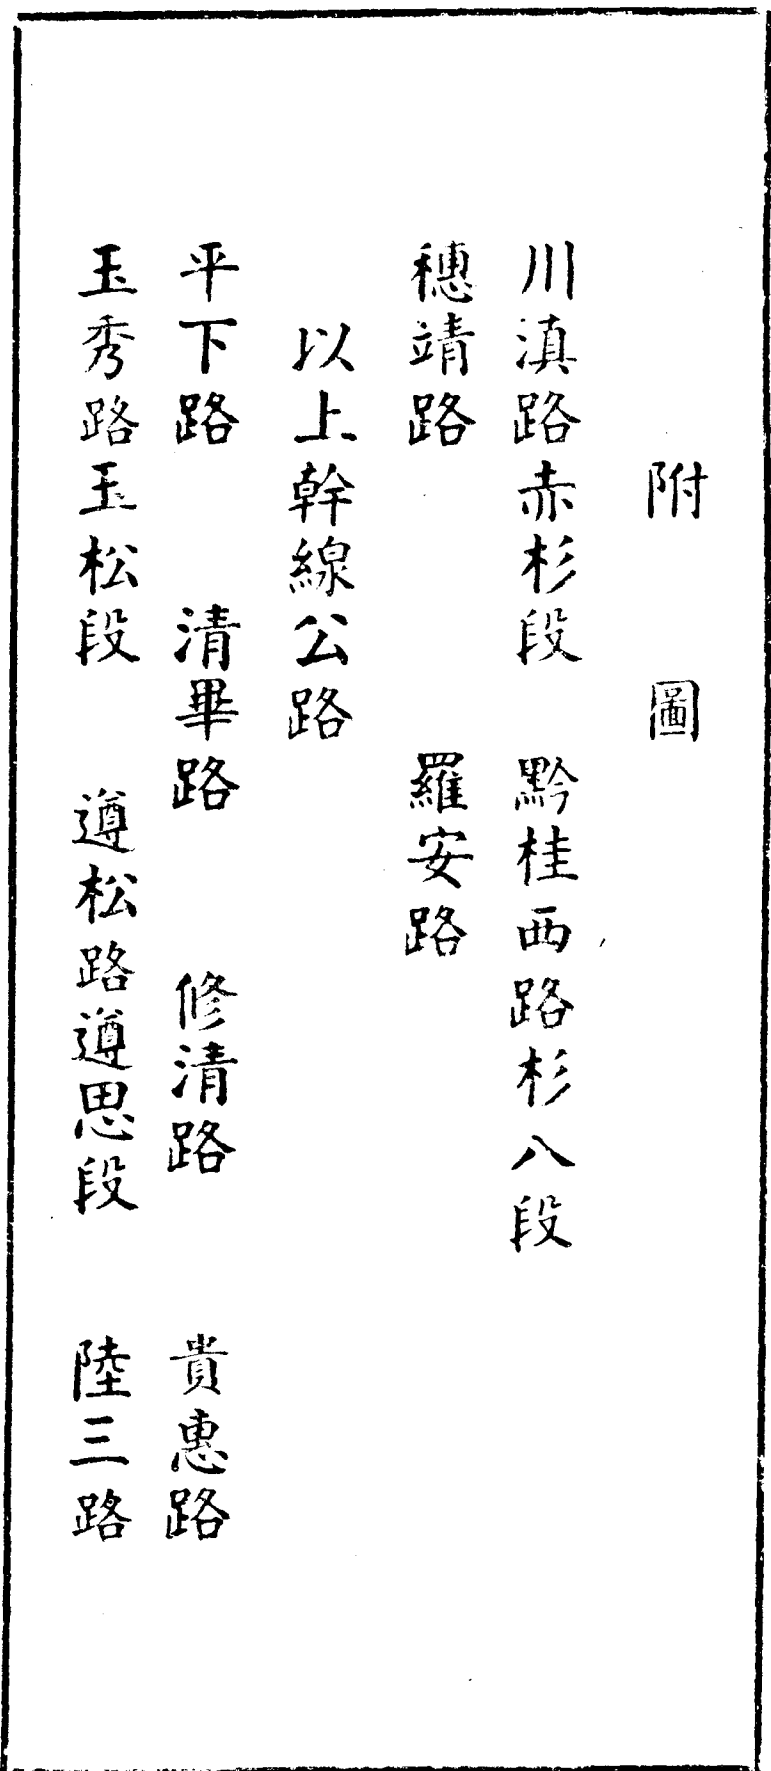 附　圖
川滇路赤杉段　黔桂西路杉八段
穗靖路　羅安路
以上幹線公路
平下路　清畢路　修清路　貴惠路
玉秀路玉松段　遵松路遵思段　陸三路